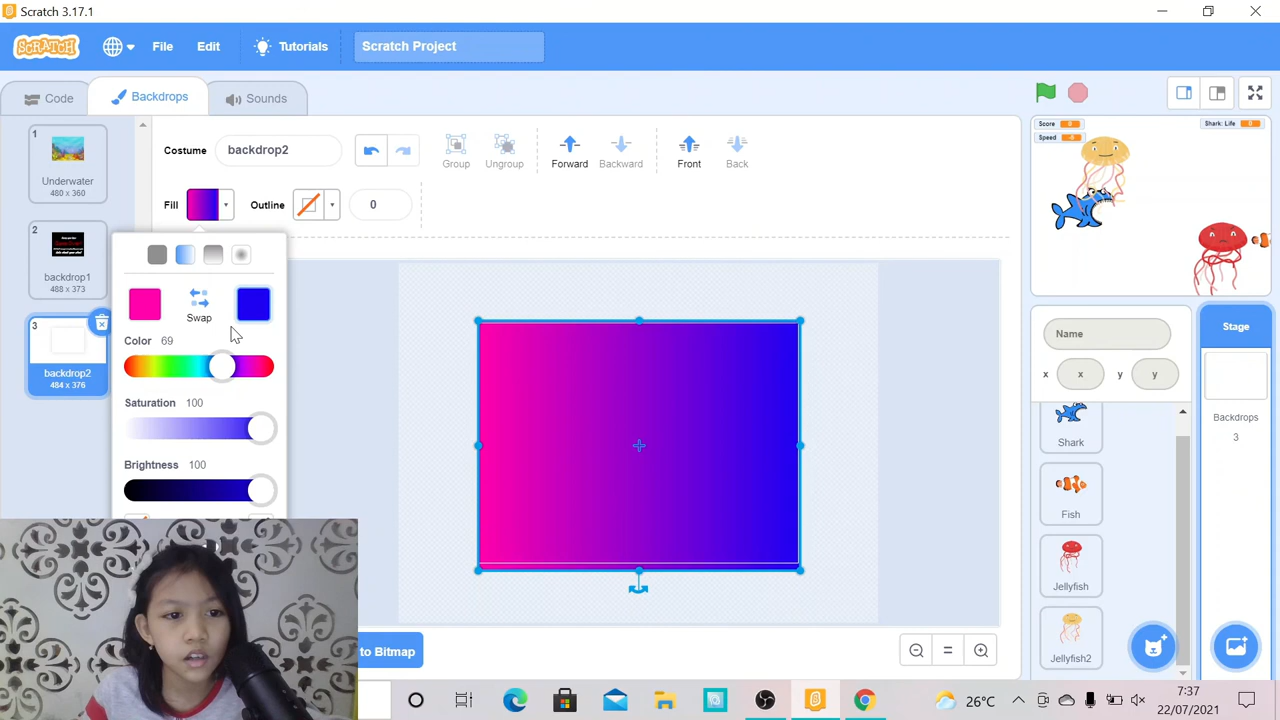 Scratch 3.17.1
SCRATCH
File
Edit
Tutorials
Scratch Project
Code
Backdrops
Sounds
1
Underwater
480 x 360
2
backdrop1
488 x 373
3
backdrop2
484 x 376
Costume
backdrop2
Group
Ungroup
Forward
Backward
Front
Back
Fill
Outline
0
Swap
Color 69
Saturation 100
Brightness 100
to Bitmap
Score 0
Speed
Shark: Life 0
Name
x
x
y
y
Shark
Fish
Jellyfish
Jellyfish2
Stage
Backdrops
3
26°C
7:37
22/07/2021